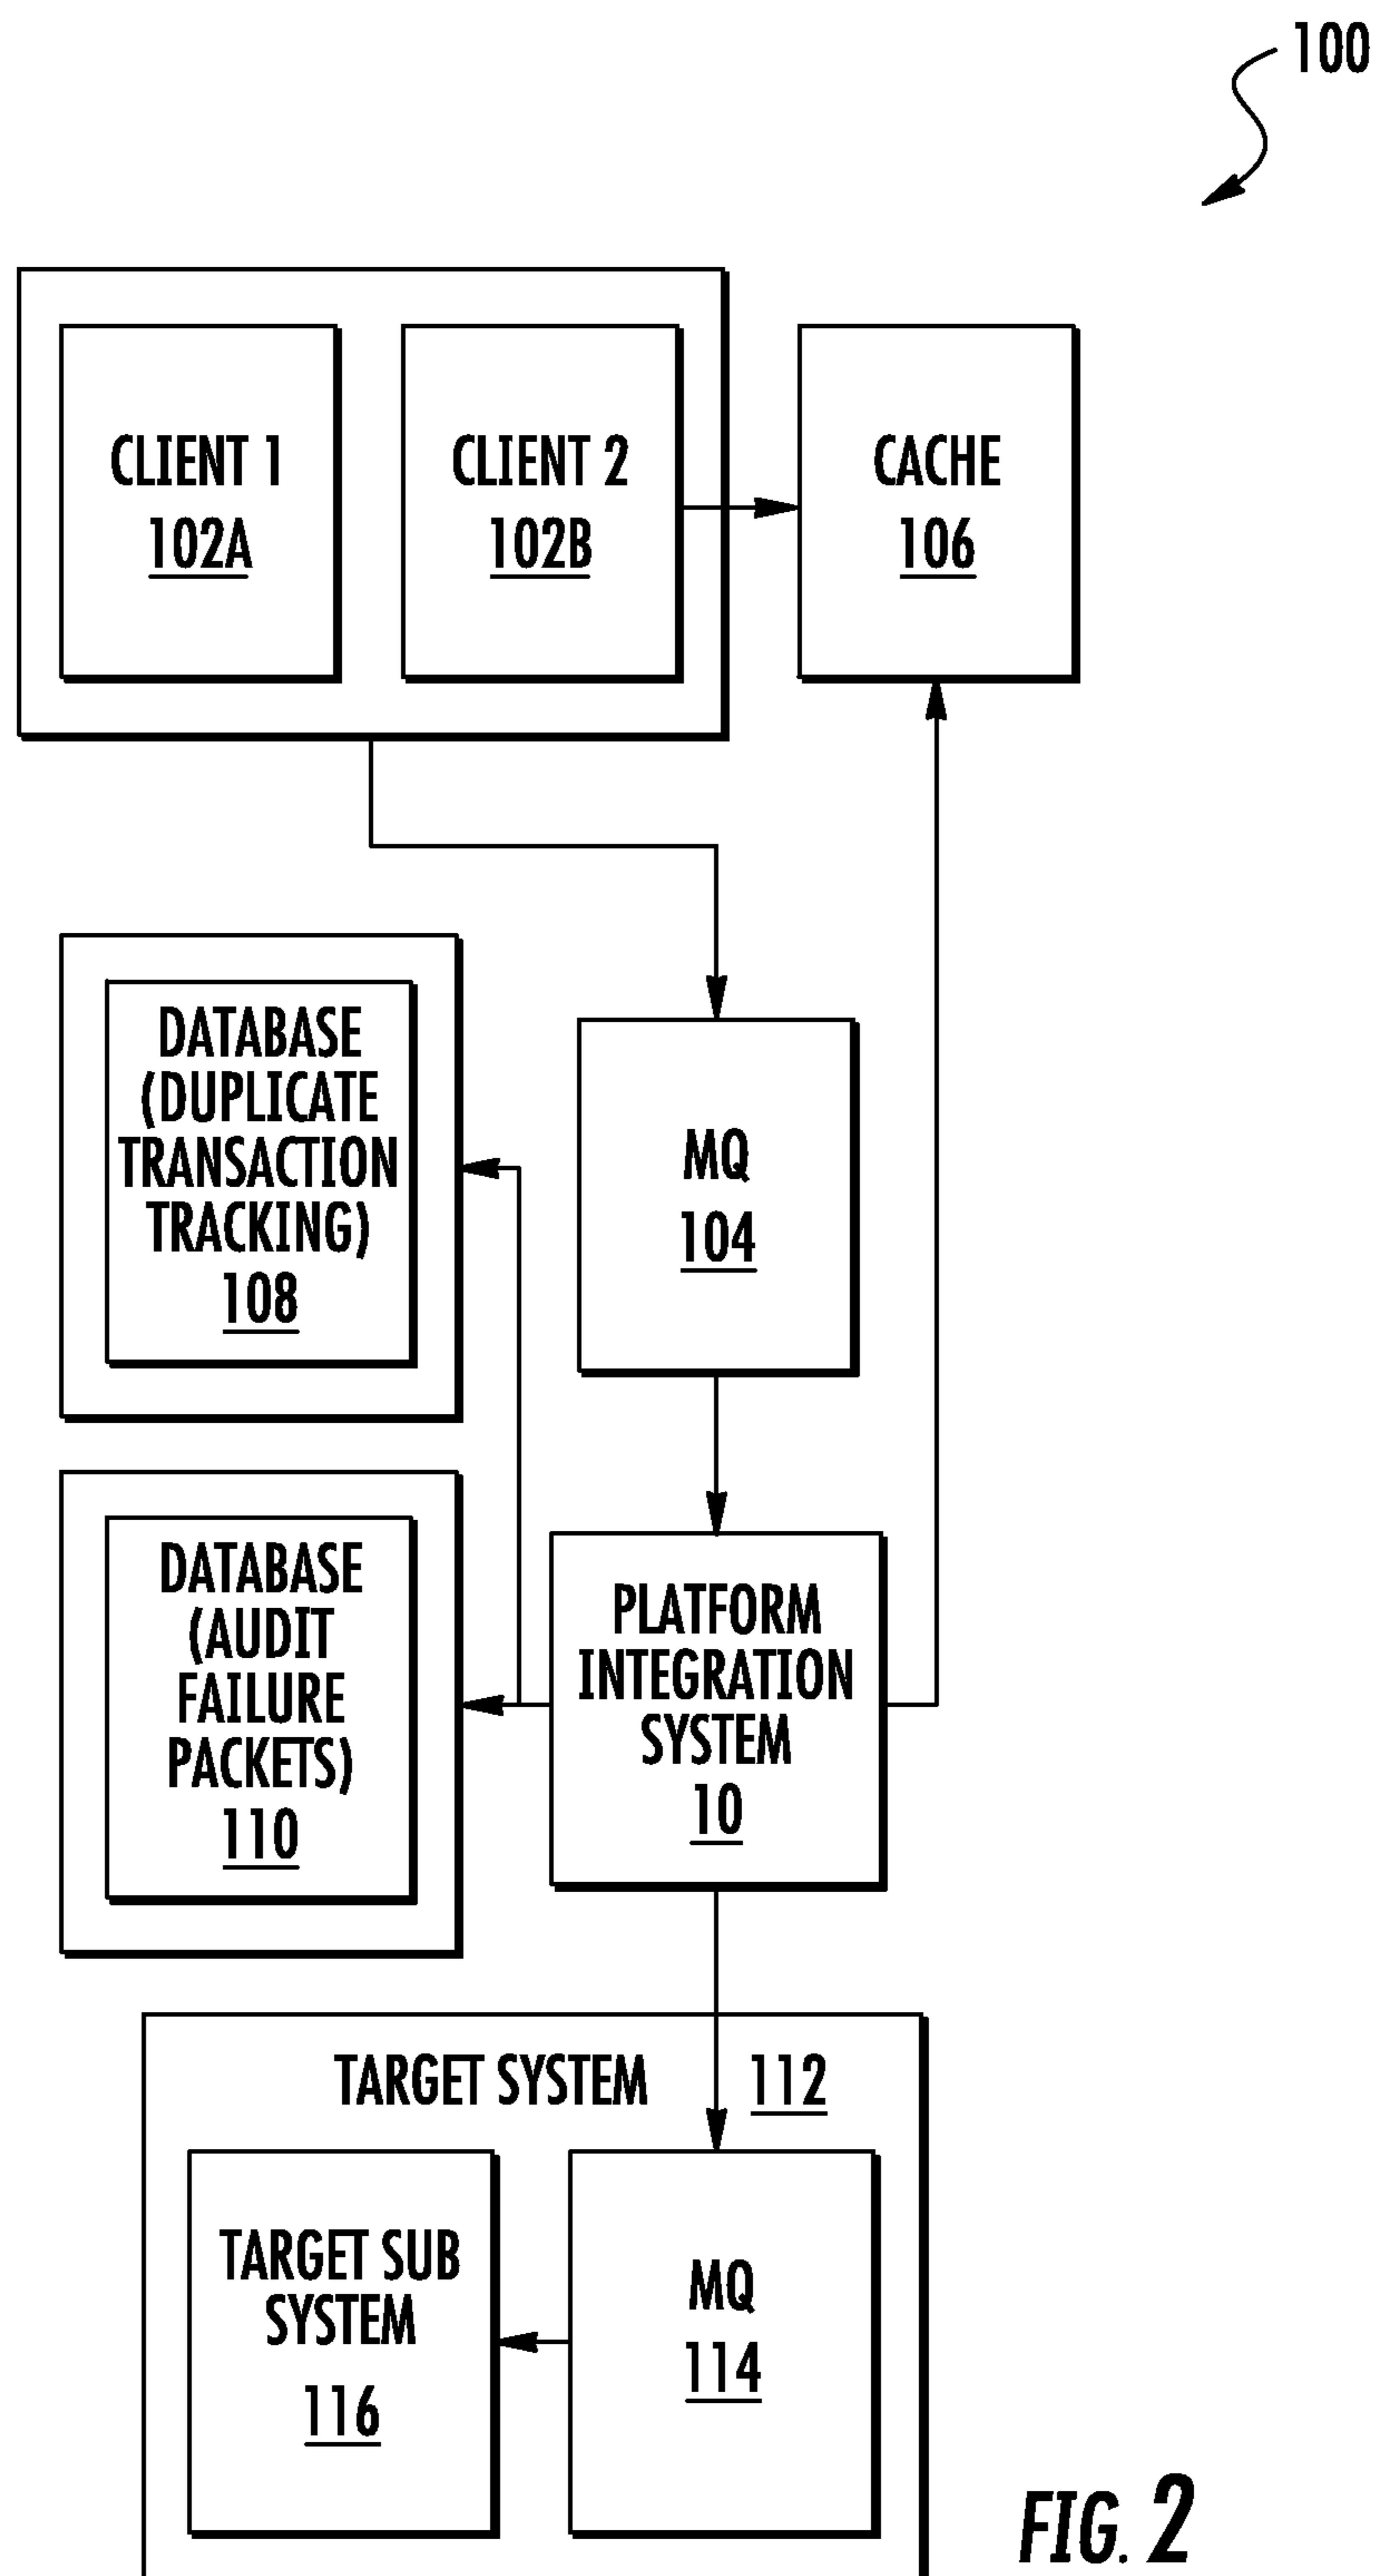 100
CLIENT 1
102A
CLIENT 2
102B
CACHE
106
DATABASE
(DUPLICATE
TRANSACTION
TRACKING)
108
MQ
104
DATABASE
(AUDIT
FAILURE
PACKETS)
110
PLATFORM
INTEGRATION
SYSTEM
10
TARGET SYSTEM 112
TARGET SUB
SYSTEM
116
MQ
114
FIG. 2